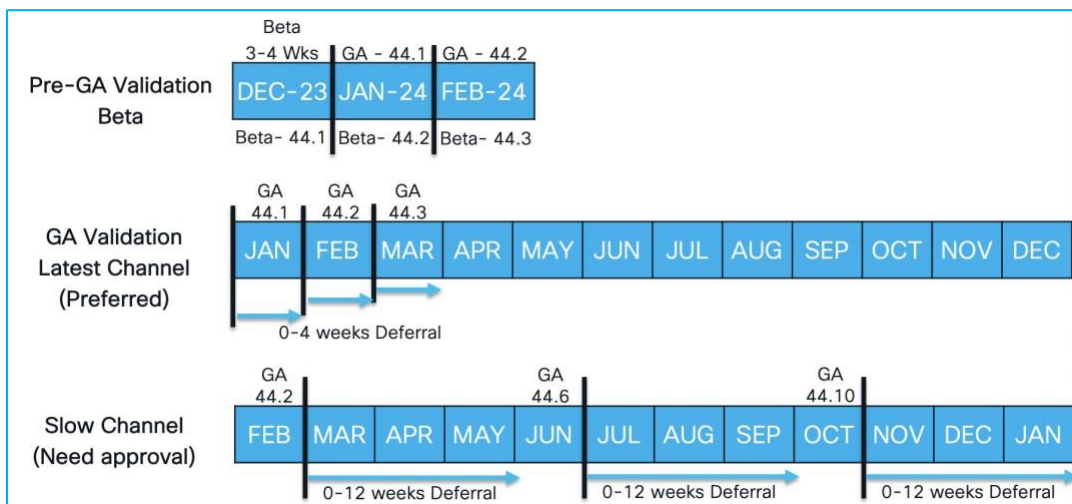 Beta
3-4 Wks
GA - 44.1
GA - 44.2
Pre-GA Validation
Beta
DEC-23
JAN-24
FEB-24
Beta- 44.1
Beta- 44.2
Beta- 44.3
GA
44.1
GA
44.2
GA
44.3
GA Validation
Latest Channel
(Preferred)
JAN
FEB
MAR
APR
MAY
JUN
JUL
AUG
SEP
OCT
NOV
DEC
0-4 weeks Deferral
GA
44.2
GA
44.6
GA
44.10
Slow Channel
(Need approval)
FEB
MAR
APR
MAY
JUN
JUL
AUG
SEP
OCT
NOV
DEC
JAN
0-12 weeks Deferral
0-12 weeks Deferral
0-12 weeks Deferral